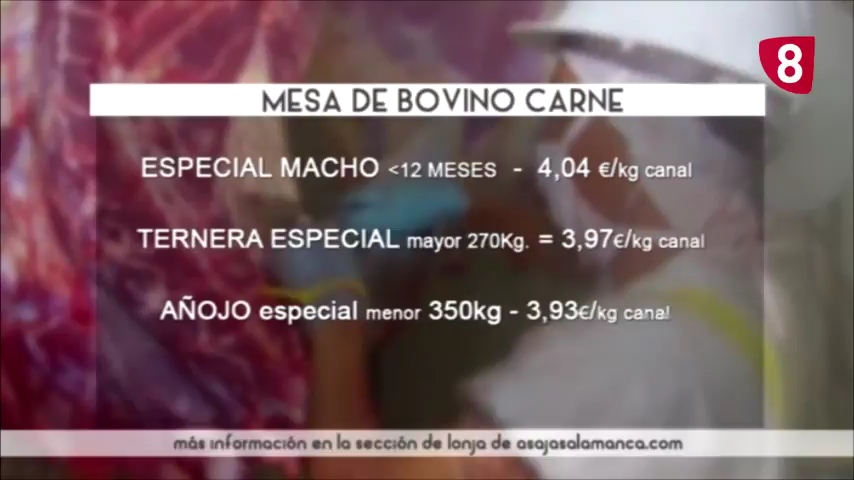 8
MESA DE BOVINO CARNE
ESPECIAL MACHO <12 MESES - 4,04 €/kg canal
TERNERA ESPECIAL mayor 270Kg. = 3,97€/kg canal
AÑOJO especial menor 350kg - 3,93€/kg canal
más información en la sección de lonja de asajasalamanca.com